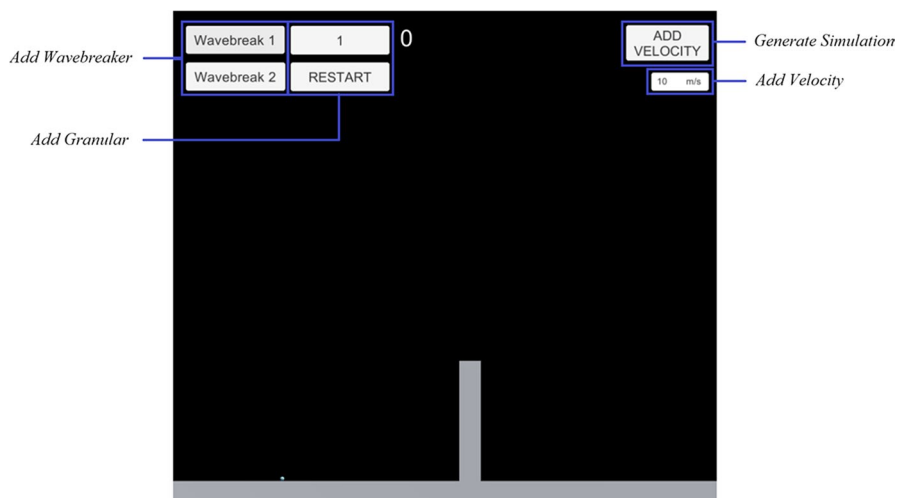 Add Wavebreaker
Wavebreak 1
Wavebreak 2
1
RESTART
0
Add Granular
ADD
VELOCITY
Generate Simulation
10 m/s
Add Velocity